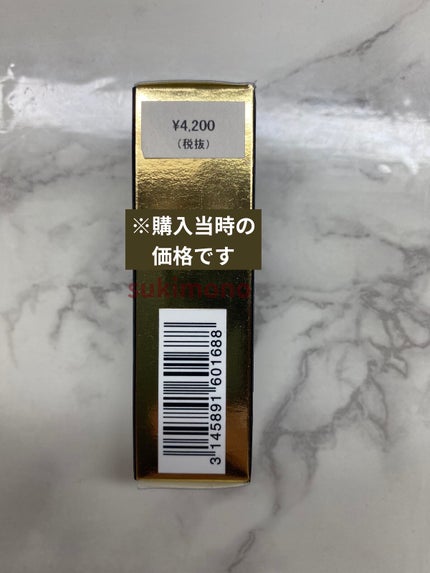 ¥4,200
(税抜)
※購入当時の
価格です
sukimono
3 145891 601688